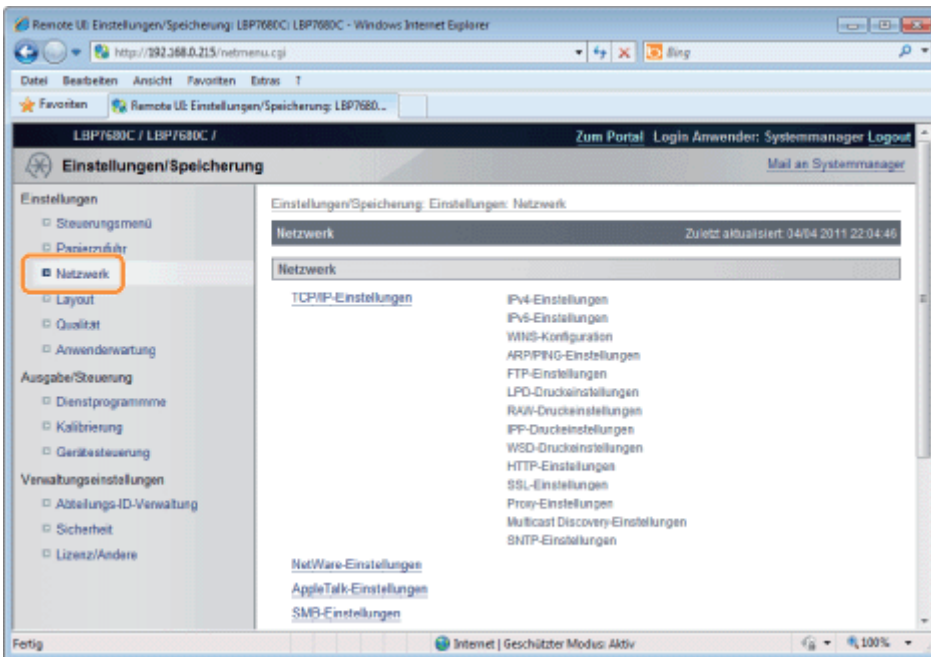 Remote UI: Einstellungen/Speicherung: LBP7680C: LBP7680C - Windows Internet Explorer
http://192.168.0.215/netmenu.cgi
Bing
Datei Bearbeiten Ansicht Favoriten Extras ?
Favoriten Remote UI: Einstellungen/Speicherung: LBP7680...
LBP7680C / LBP7680C /
Zum Portal Login Anwender: Systemmanager Logout
Einstellungen/Speicherung
Mail an Systemmanager
Einstellungen
Steuerungsmenü
Papierzufuhr
Netzwerk
Layout
Qualität
Anwenderwartung
Ausgabe/Steuerung
Dienstprogrammme
Kalibrierung
Gerätesteuerung
Verwaltungseinstellungen
Abteilungs-ID-Verwaltung
Sicherheit
Lizenz/Andere
Einstellungen/Speicherung: Einstellungen: Netzwerk
Netzwerk Zuletzt aktualisiert: 04/04 2011 22:04:46
Netzwerk
TCP/IP-Einstellungen
IPv4-Einstellungen
IPv6-Einstellungen
WINS-Konfiguration
ARP/PING-Einstellungen
FTP-Einstellungen
LPD-Druckeinstellungen
RAW-Druckeinstellungen
IPP-Druckeinstellungen
WSD-Druckeinstellungen
HTTP-Einstellungen
SSL-Einstellungen
Proxy-Einstellungen
Multicast Discovery-Einstellungen
SNTP-Einstellungen
NetWare-Einstellungen
AppleTalk-Einstellungen
SMB-Einstellungen
Fertig
Internet | Geschützter Modus: Aktiv
100%